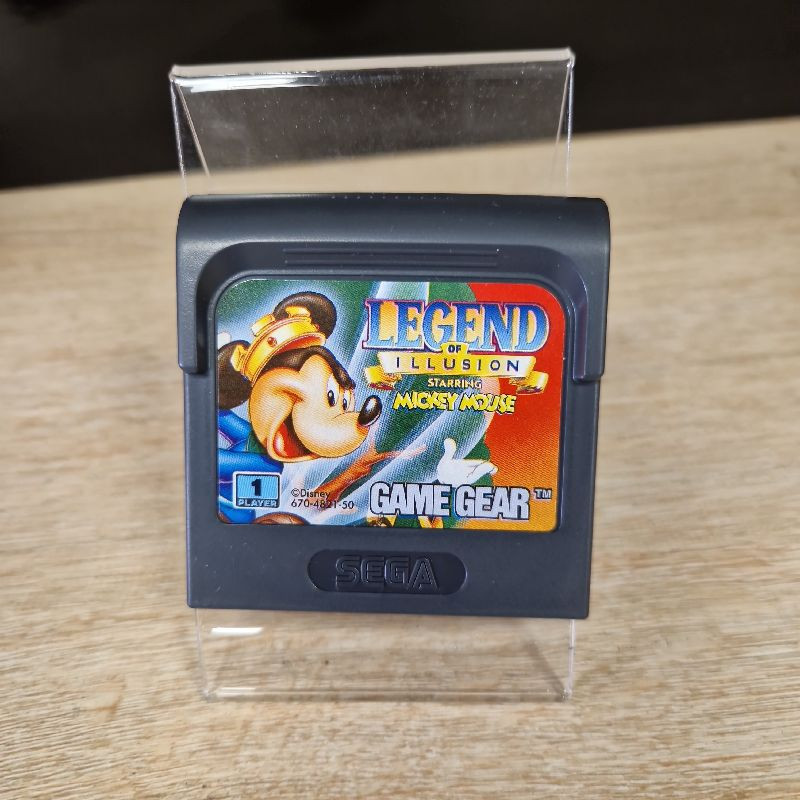 LEGEND
OF
ILLUSION
STARRING
MICKEY MOUSE
1
PLAYER
©Disney
670-4821-50
GAME GEAR™
SEGA